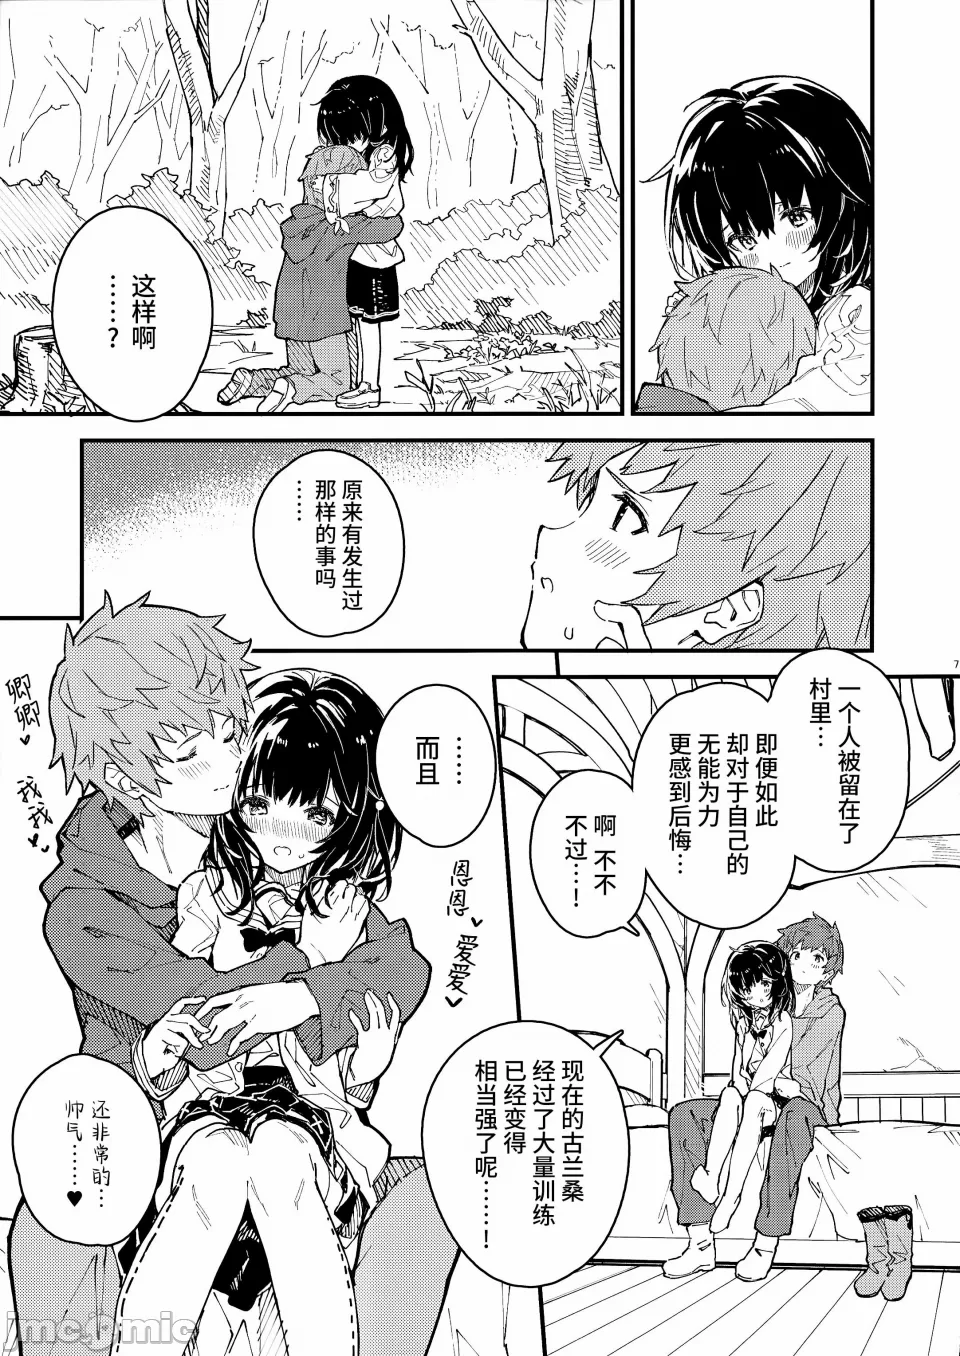 这样啊
……?
原来有发生过
那样的事吗
……
7
一个人被留在了
村里…
即便如此
却对于自己的
无能为力
更感到后悔…
啊 不不
不过…!
……
而且
卿卿
我我
恩恩
爱爱
现在的古兰桑
经过了大量训练
已经变得
相当强了呢……!
还非常的…
帅气……♥